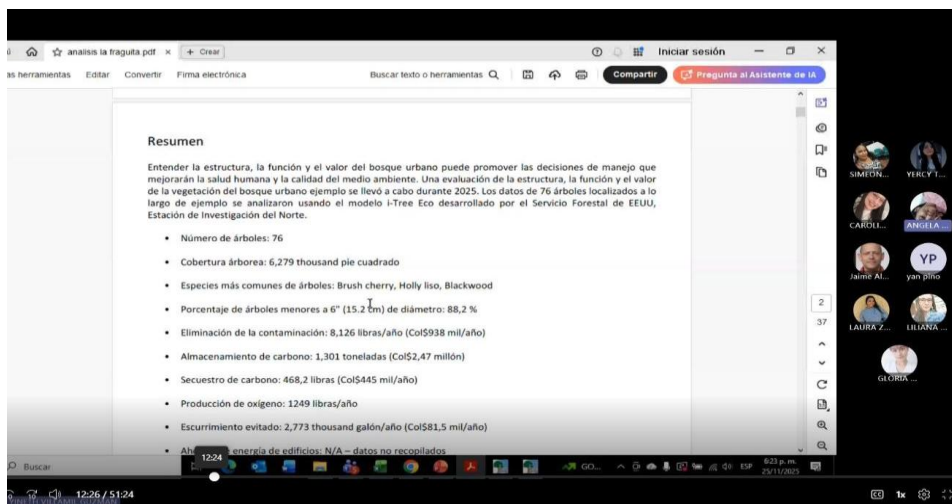 analisis la fraguita.pdf
+ Crear
Iniciar sesión
as herramientas Editar Convertir Firma electrónica Buscar texto o herramientas Compartir Pregunta al Asistente de IA
Resumen
Entender la estructura, la función y el valor del bosque urbano puede promover las decisiones de manejo que
mejorarán la salud humana y la calidad del medio ambiente. Una evaluación de la estructura, la función y el valor
de la vegetación del bosque urbano ejemplo se llevó a cabo durante 2025. Los datos de 76 árboles localizados a lo
largo de ejemplo se analizaron usando el modelo i-Tree Eco desarrollado por el Servicio Forestal de EEUU,
Estación de Investigación del Norte.
• Número de árboles: 76
• Cobertura árborea: 6,279 thousand pie cuadrado
• Especies más comunes de árboles: Brush cherry, Holly liso, Blackwood
• Porcentaje de árboles menores a 6" (15.2 cm) de diámetro: 88,2 %
• Eliminación de la contaminación: 8,126 libras/año (Col$938 mil/año)
• Almacenamiento de carbono: 1,301 toneladas (Col$2,47 millón)
• Secuestro de carbono: 468,2 libras (Col$445 mil/año)
• Producción de oxígeno: 1249 libras/año
• Escurrimiento evitado: 2,773 thousand galón/año (Col$81,5 mil/año)
• energía de edificios: N/A – datos no recopilados
2
37
SIMEON...
YERCY T...
CAROLI...
ANGELA ...
Jaime Al...
YP
yan pino
LAURA Z...
LILIANA ...
GLORIA ...
12:24
Buscar
GO...
ESP
6:23 p. m.
25/11/2025
12:26 / 51:24
1x